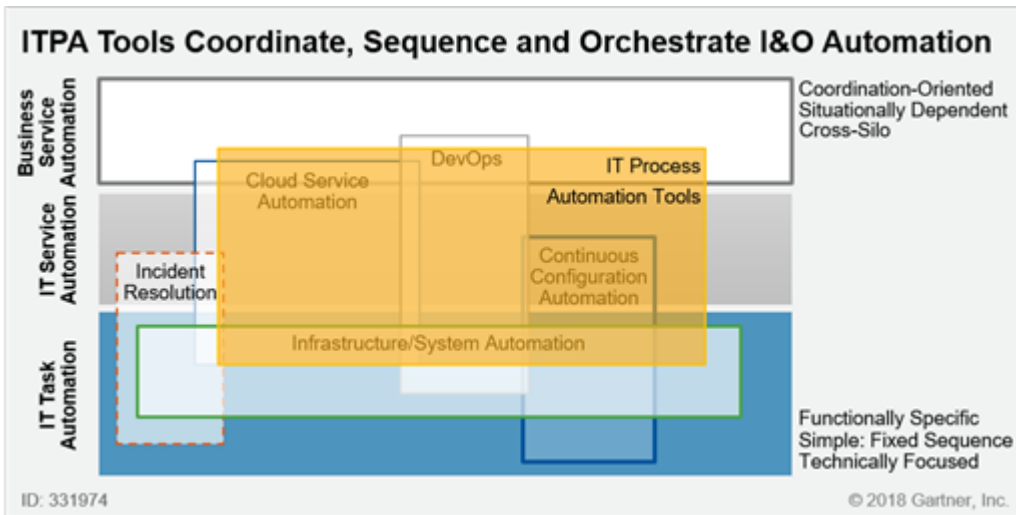 ITPA Tools Coordinate, Sequence and Orchestrate I&O Automation
Business
Service
Automation
Coordination-Oriented
Situationally Dependent
Cross-Silo
DevOps
IT Process
Automation Tools
Cloud Service
Automation
IT Service
Automation
Incident
Resolution
Continuous
Configuration
Automation
Infrastructure/System Automation
IT Task
Automation
Functionally Specific
Simple: Fixed Sequence
Technically Focused
ID: 331974
© 2018 Gartner, Inc.